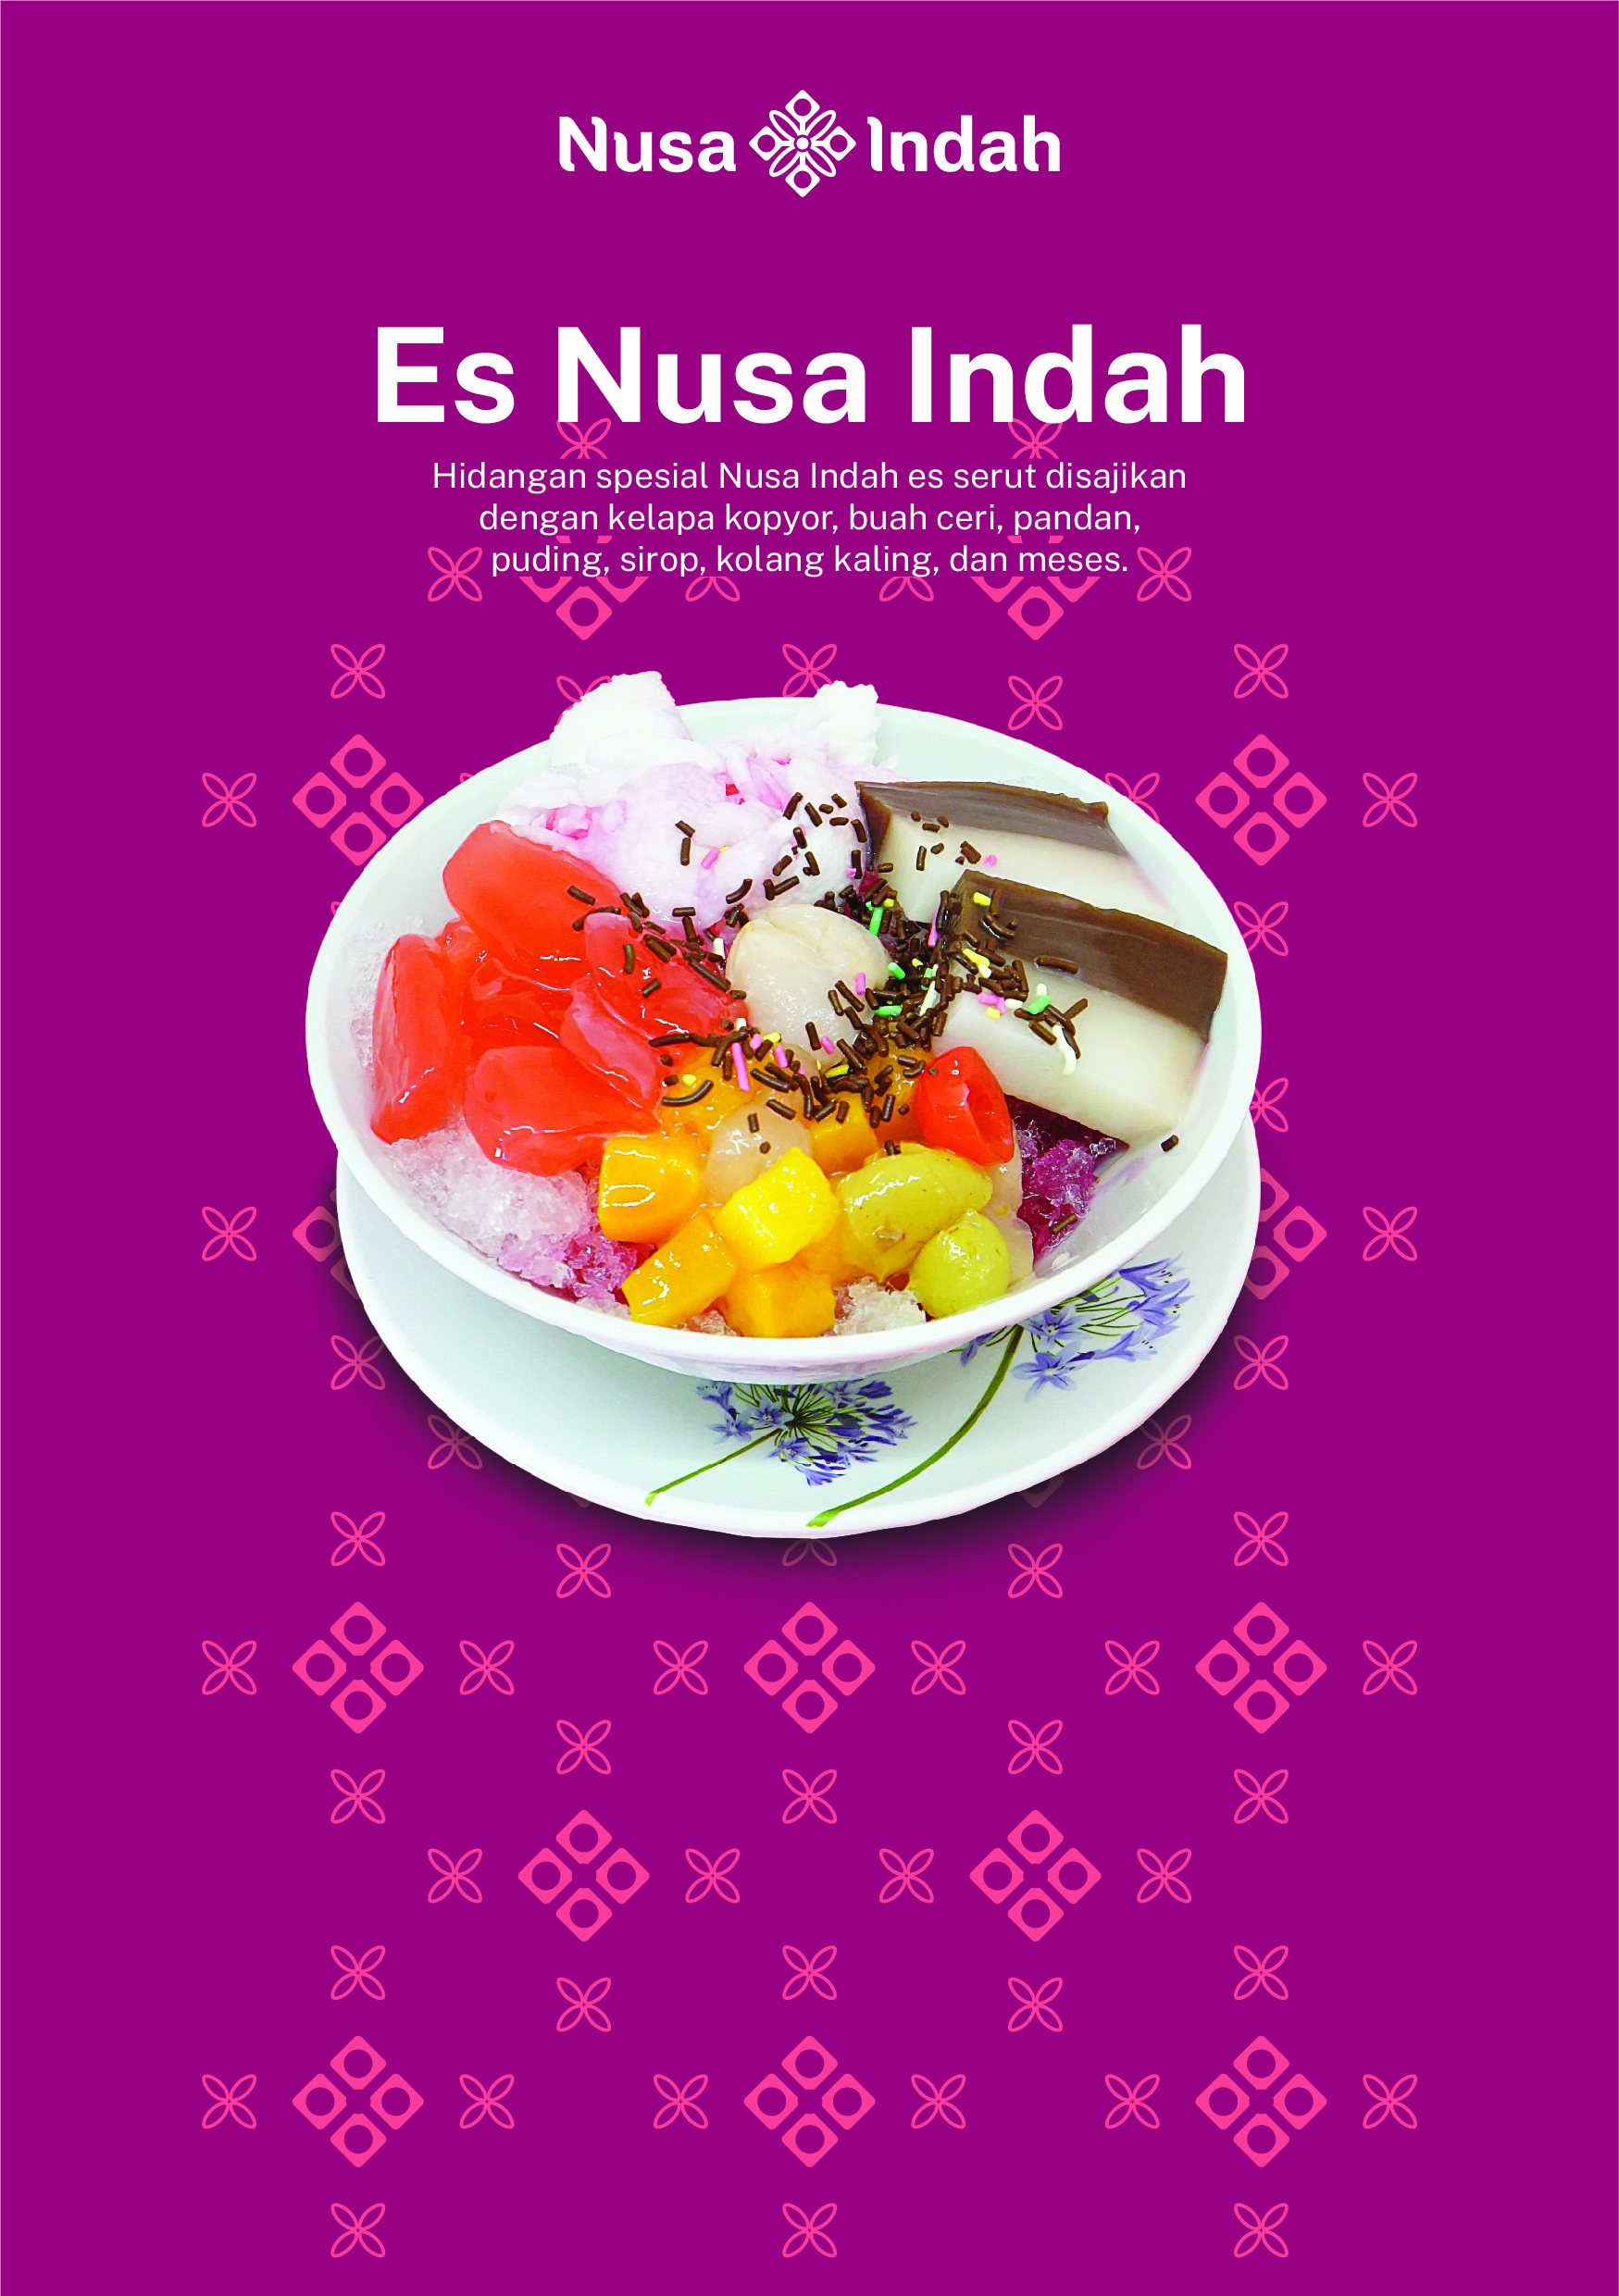 Nusa Indah
Es Nusa Indah
Hidangan spesial Nusa Indah es serut disajikan
dengan kelapa kopyor, buah ceri, pandan,
puding, sirop, kolang kaling, dan meses.